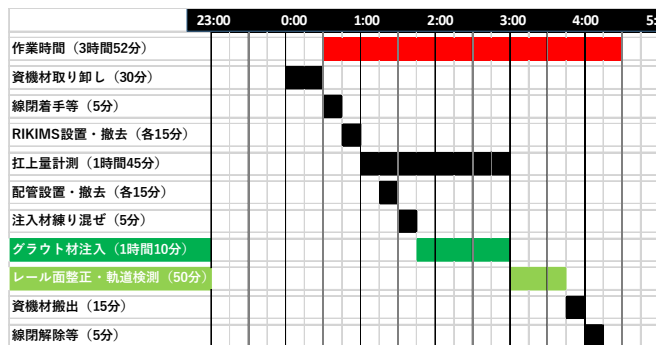 23:00 0:00 1:00 2:00 3:00 4:00
作業時間（3時間52分）
資機材取り卸し（30分）
線閉着手等（5分）
RIKIMS設置・撤去（各15分）
扛上量計測（1時間45分）
配管設置・撤去（各15分）
注入材練り混ぜ（5分）
グラウト材注入（1時間10分）
レール面整正・軌道検測（50分）
資機材搬出（15分）
線閉解除等（5分）